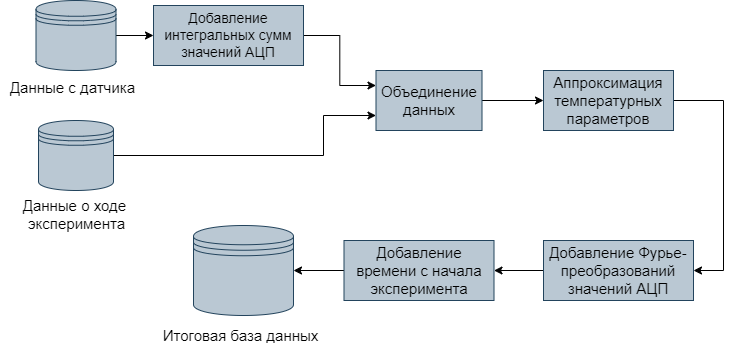 Добавление
интегральных сумм
значений АЦП
Данные с датчика
Объединение
данных
Аппроксимация
температурных
параметров
Данные о ходе
эксперимента
Добавление
времени с начала
эксперимента
Добавление Фурье-
преобразований
значений АЦП
Итоговая база данных